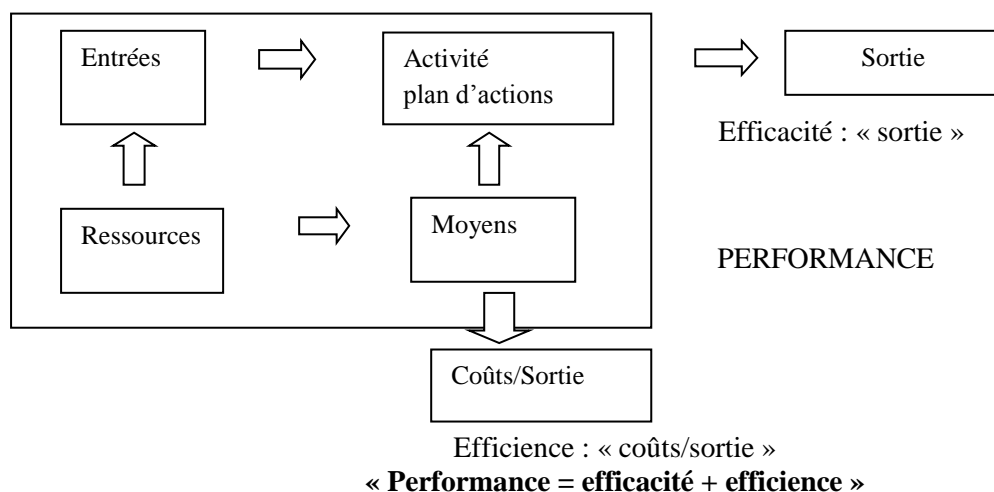 Entrées
Activité
plan d’actions
Sortie
Efficacité : « sortie »
Ressources
Moyens
PERFORMANCE
Coûts/Sortie
Efficience : « coûts/sortie »
« Performance = efficacité + efficience »